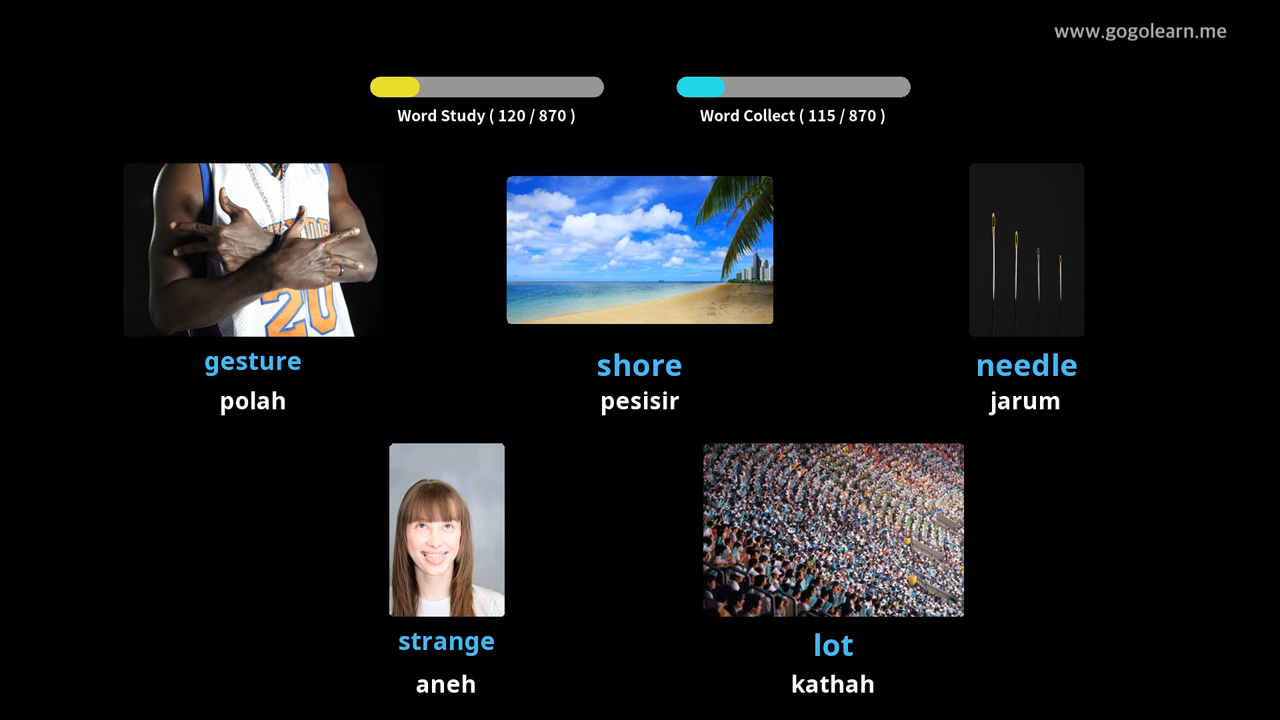 www.gogolearn.me
Word Study ( 120 / 870 )
Word Collect ( 115 / 870 )
20
gesture
shore
needle
polah
pesisir
jarum
strange
lot
aneh
kathah